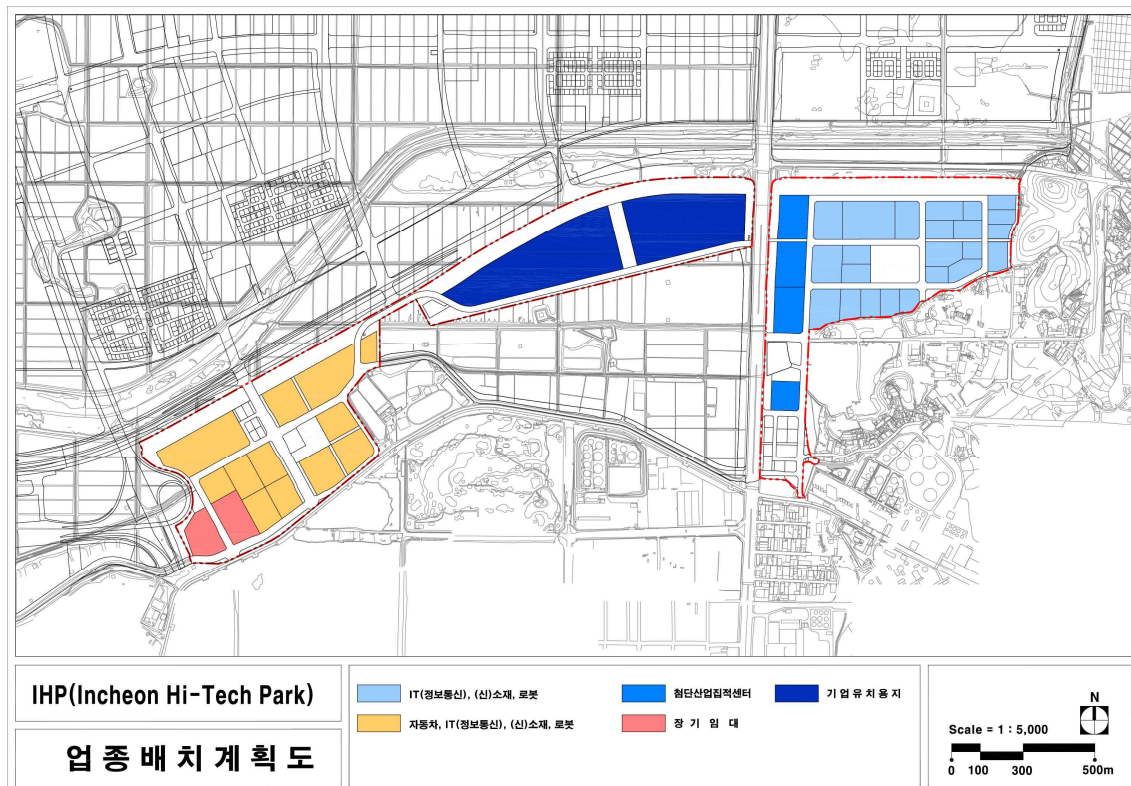 IHP(Incheon Hi-Tech Park)
업종배치계획도
IT(정보통신), (신)소재, 로봇
첨단산업집적센터
기업유치용지
자동차, IT(정보통신), (신)소재, 로봇
장기임대
N
Scale = 1 : 5,000
0 100 300 500m